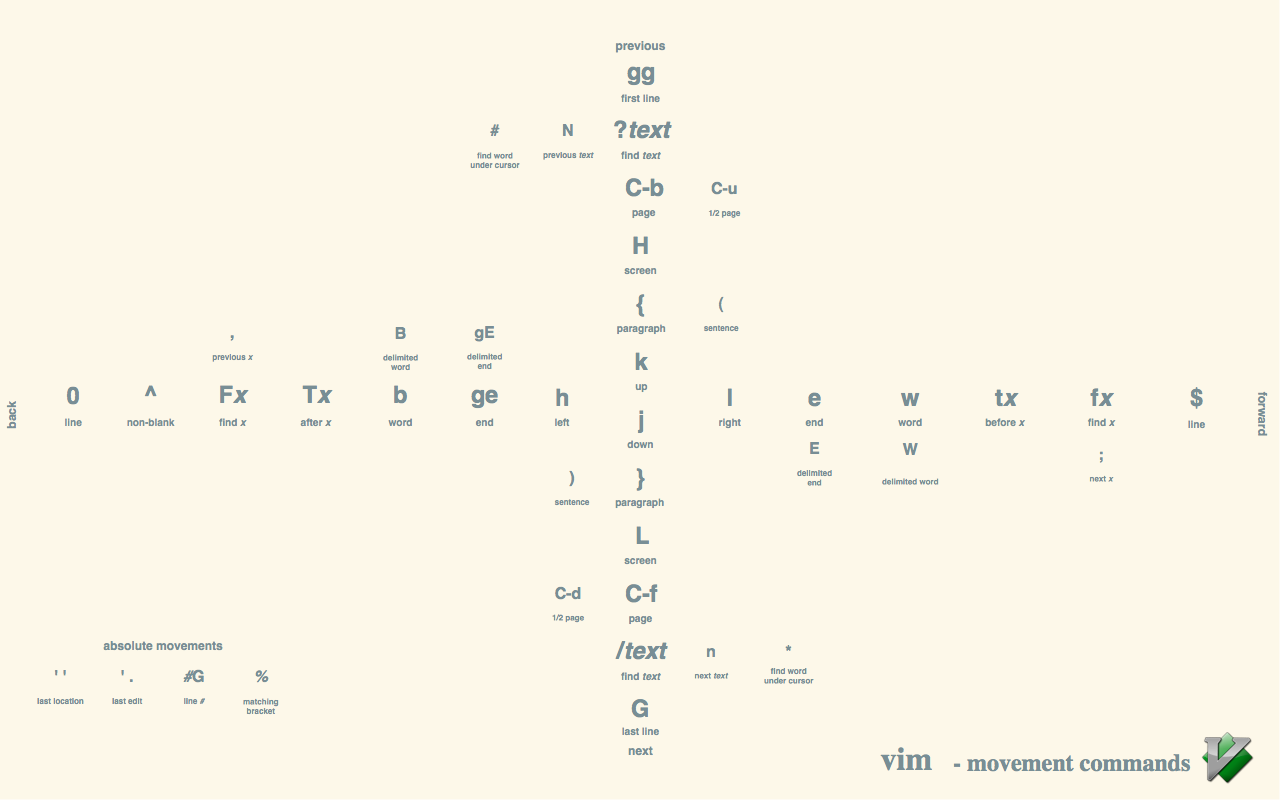 previous
gg
first line
# N ?text
find word under cursor previous text find text
C-b C-u
page 1/2 page
H
screen
{ (
paragraph sentence
, B gE
previous x delimited word delimited end
k
up
back 0 ^ Fx Tx b ge h l e w tx fx $ forward
line non-blank find x after x word end left right end word before x find x line
j
down
E W ;
delimited end delimited word next x
) }
sentence paragraph
L
screen
C-d C-f
1/2 page page
/text n *
find text next text find word under cursor
absolute movements
' ' ' . #G %
last location last edit line # matching bracket
G
last line
next
vim - movement commands